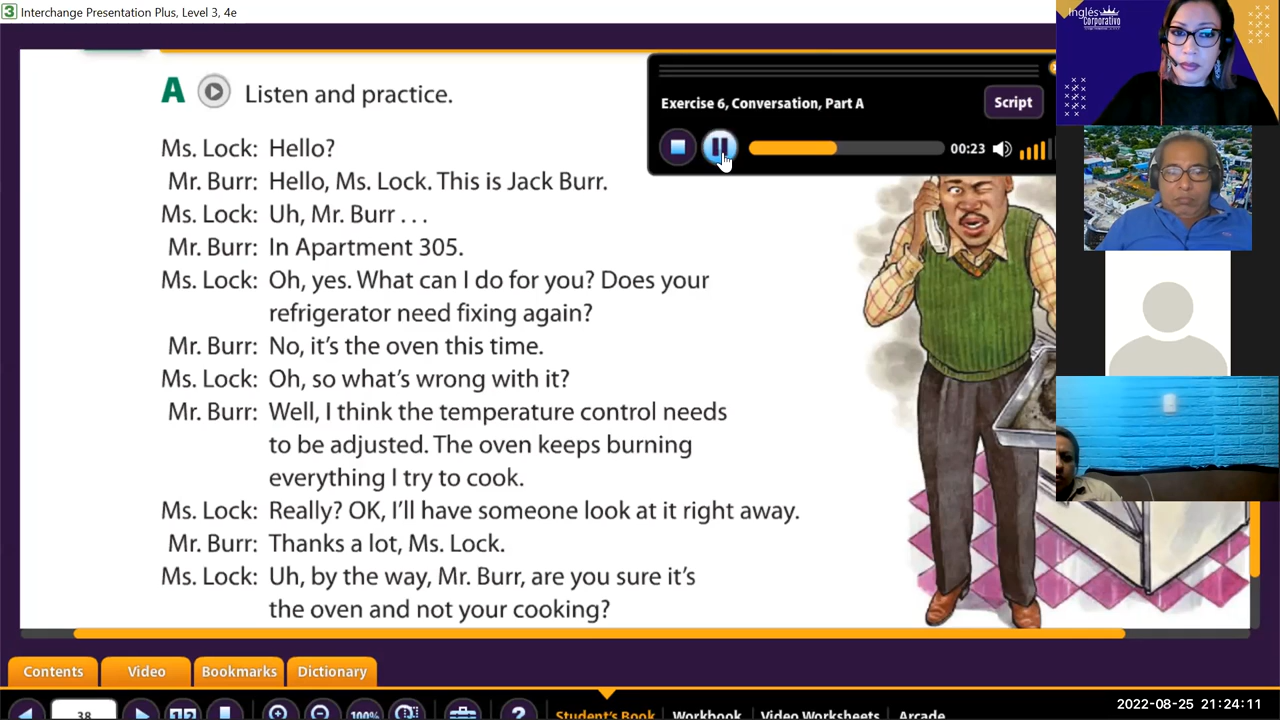 3 Interchange Presentation Plus, Level 3, 4e
Inglés
Corporativo
A Listen and practice.
Exercise 6, Conversation, Part A
Script
00:23
Ms. Lock: Hello?
Mr. Burr: Hello, Ms. Lock. This is Jack Burr.
Ms. Lock: Uh, Mr. Burr . . .
Mr. Burr: In Apartment 305.
Ms. Lock: Oh, yes. What can I do for you? Does your
refrigerator need fixing again?
Mr. Burr: No, it's the oven this time.
Ms. Lock: Oh, so what's wrong with it?
Mr. Burr: Well, I think the temperature control needs
to be adjusted. The oven keeps burning
everything I try to cook.
Ms. Lock: Really? OK, I'll have someone look at it right away.
Mr. Burr: Thanks a lot, Ms. Lock.
Ms. Lock: Uh, by the way, Mr. Burr, are you sure it's
the oven and not your cooking?
Contents Video Bookmarks Dictionary
38 100% ?
Student's Book Workbook Video Worksheets Arcade
2022-08-25 21:24:11